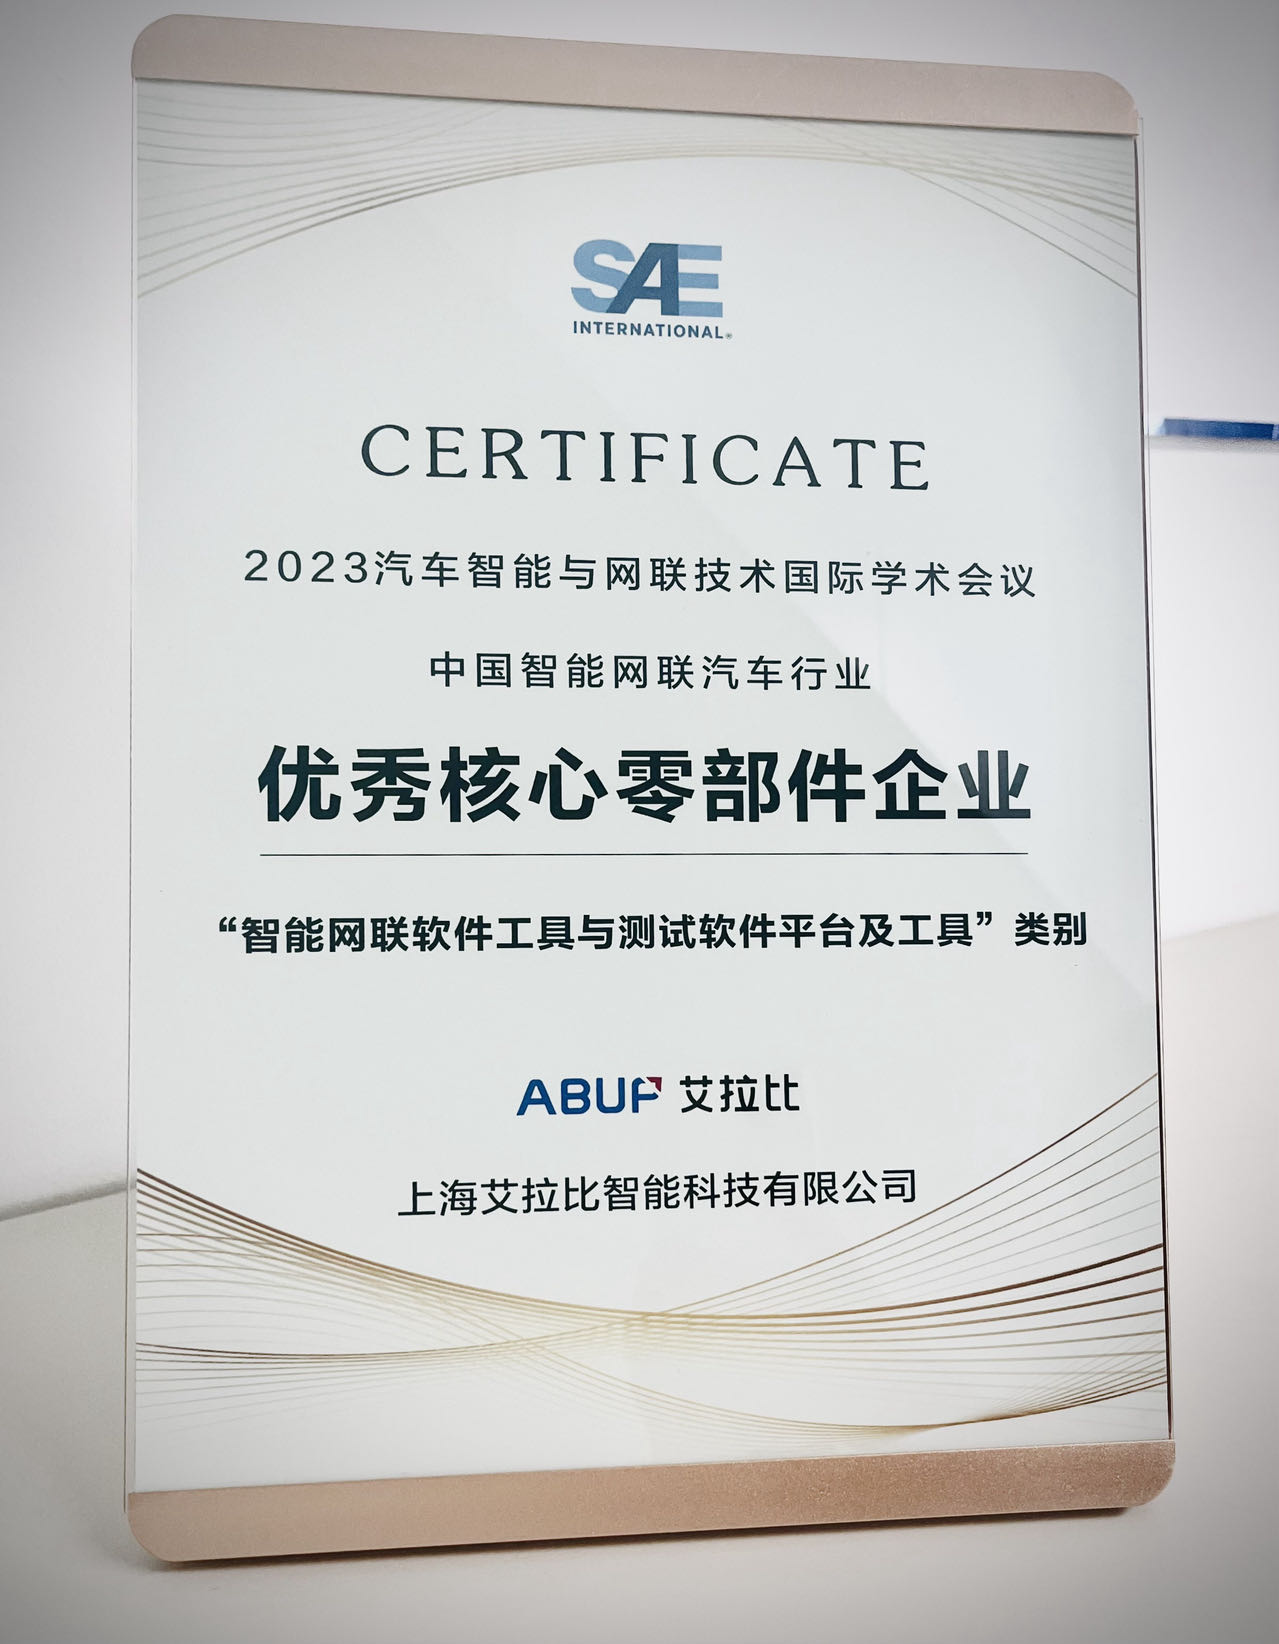 SAE
INTERNATIONAL®
CERTIFICATE
2023汽车智能与网联技术国际学术会议
中国智能网联汽车行业
优秀核心零部件企业
“智能网联软件工具与测试软件平台及工具”类别
ABUP 艾拉比
上海艾拉比智能科技有限公司